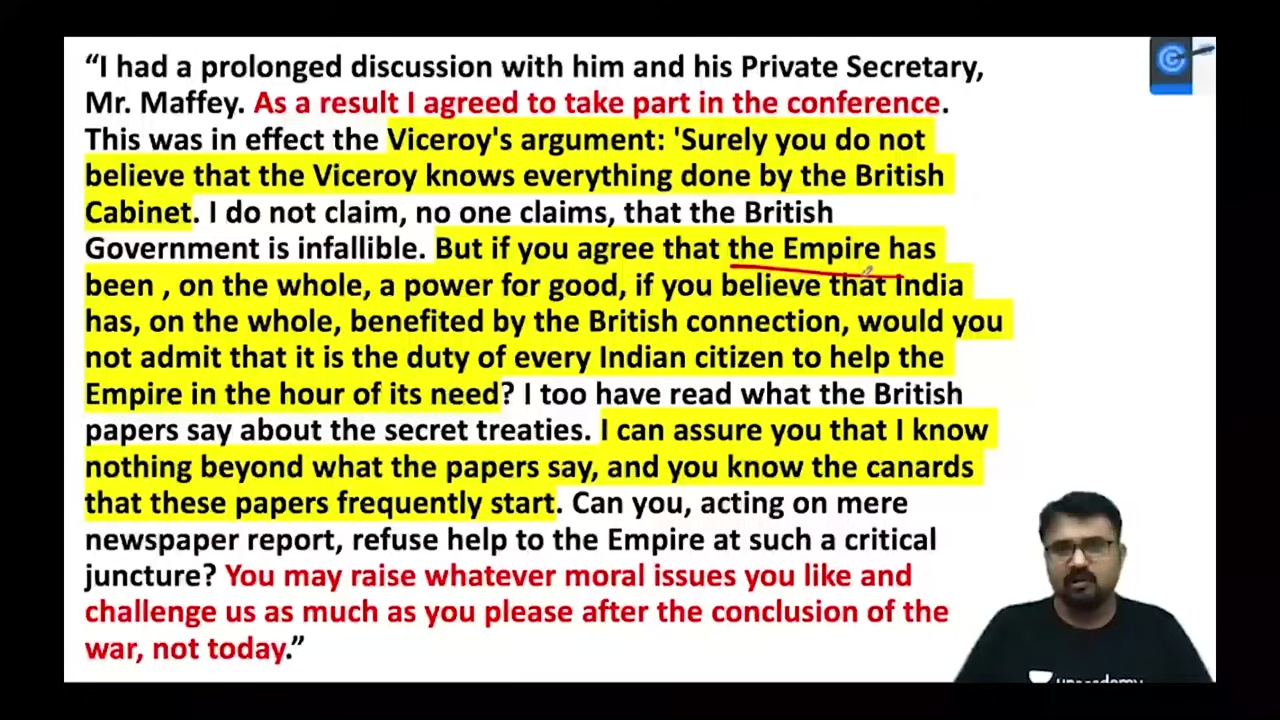 “I had a prolonged discussion with him and his Private Secretary,
Mr. Maffey. As a result I agreed to take part in the conference.
This was in effect the Viceroy's argument: 'Surely you do not
believe that the Viceroy knows everything done by the British
Cabinet. I do not claim, no one claims, that the British
Government is infallible. But if you agree that the Empire has
been , on the whole, a power for good, if you believe that India
has, on the whole, benefited by the British connection, would you
not admit that it is the duty of every Indian citizen to help the
Empire in the hour of its need? I too have read what the British
papers say about the secret treaties. I can assure you that I know
nothing beyond what the papers say, and you know the canards
that these papers frequently start. Can you, acting on mere
newspaper report, refuse help to the Empire at such a critical
juncture? You may raise whatever moral issues you like and
challenge us as much as you please after the conclusion of the
war, not today.”